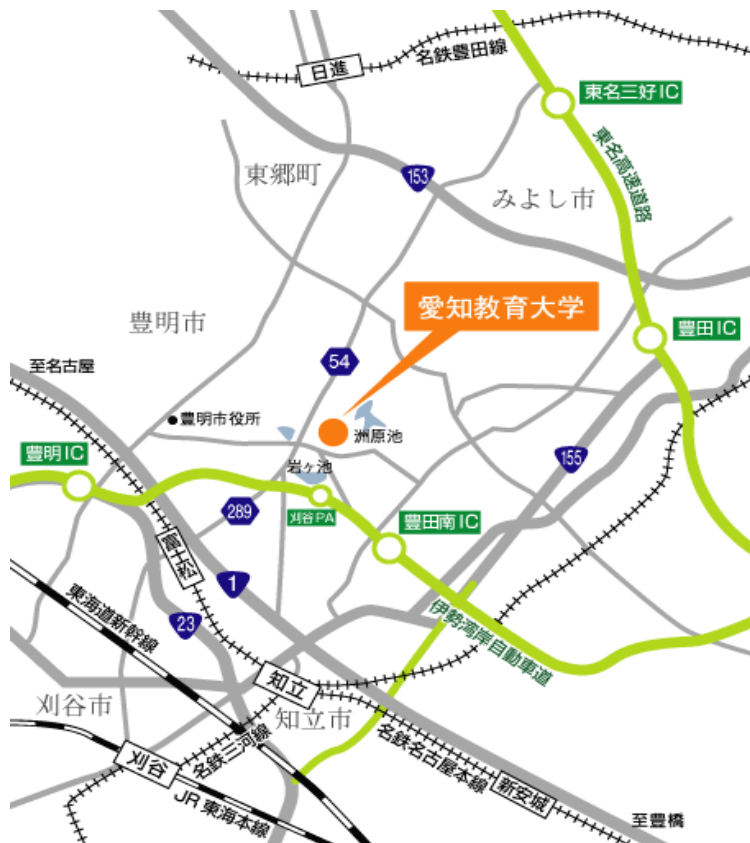 日進
名鉄豊田線
東名三好IC
東郷町
153
みよし市
東名高速道路
愛知教育大学
豊明市
豊田IC
54
至名古屋
豊明市役所
洲原池
豊明IC
岩ヶ池
155
289
刈谷PA
豊田南IC
富士松
1
東海道新幹線
23
伊勢湾岸自動車道
知立
刈谷市
知立市
名鉄三河線
名鉄名古屋本線
刈谷
新安城
JR東海本線
至豊橋